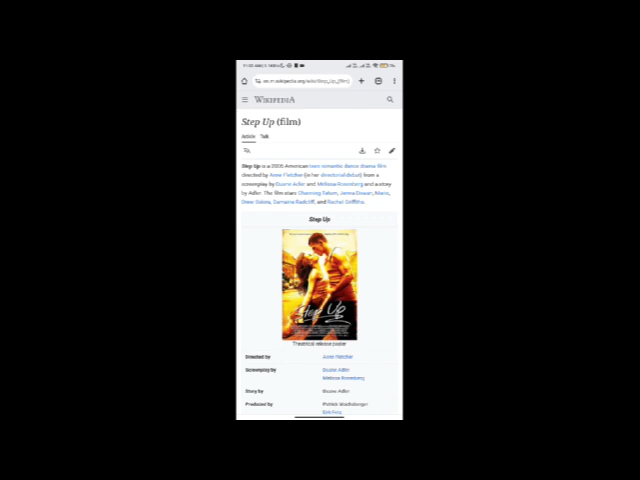 en.m.wikipedia.org/wiki/Step_Up_(film)
WIKIPEDIA
Step Up (film)
Article Talk
Step Up is a 2006 American teen romantic dance drama film
directed by Anne Fletcher (in her directorial debut) from a
screenplay by Duane Adler and Melissa Rosenberg and a story
by Adler. The film stars Channing Tatum, Jenna Dewan, Mario,
Drew Sidora, Damaine Radcliff, and Rachel Griffiths.
Step Up
Step Up
Theatrical release poster
Directed by Anne Fletcher
Screenplay by Duane Adler
Melissa Rosenberg
Story by Duane Adler
Produced by Patrick Wachsberger
Erik Feig